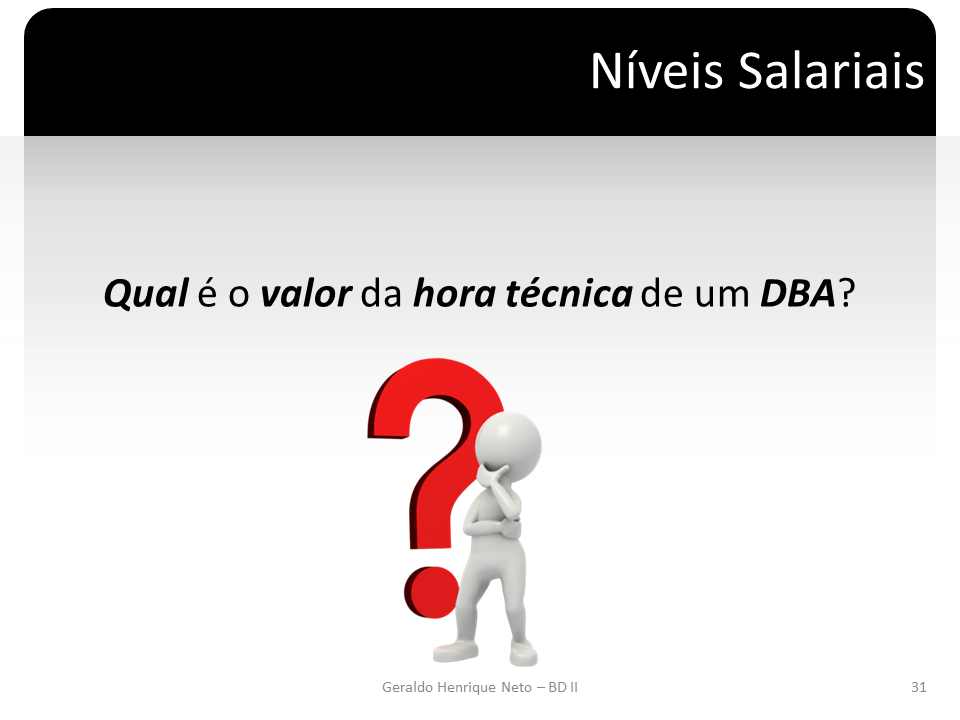 Níveis Salariais
Qual é o valor da hora técnica de um DBA?
Geraldo Henrique Neto – BD II
31